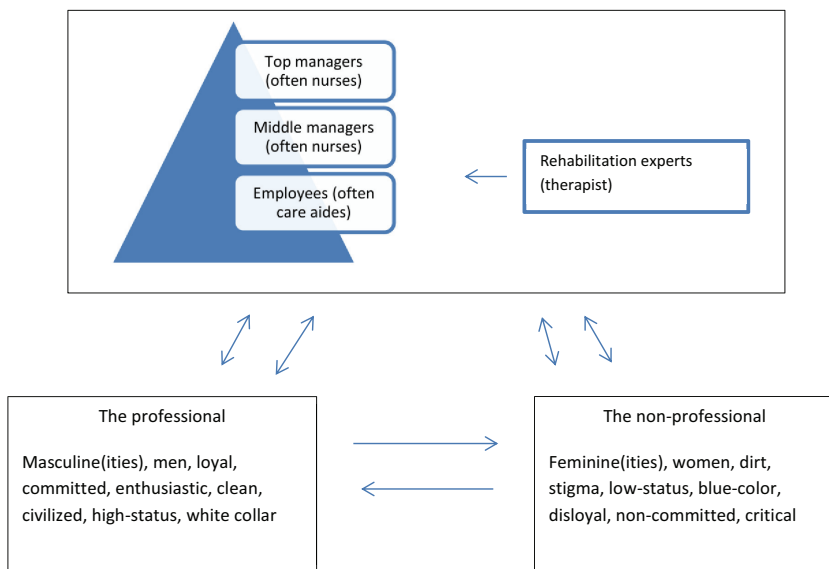 Top managers
(often nurses)
Middle managers
(often nurses)
Employees (often
care aides)
Rehabilitation experts
(therapist)
The professional
Masculine(ities), men, loyal,
committed, enthusiastic, clean,
civilized, high-status, white collar
The non-professional
Feminine(ities), women, dirt,
stigma, low-status, blue-color,
disloyal, non-committed, critical